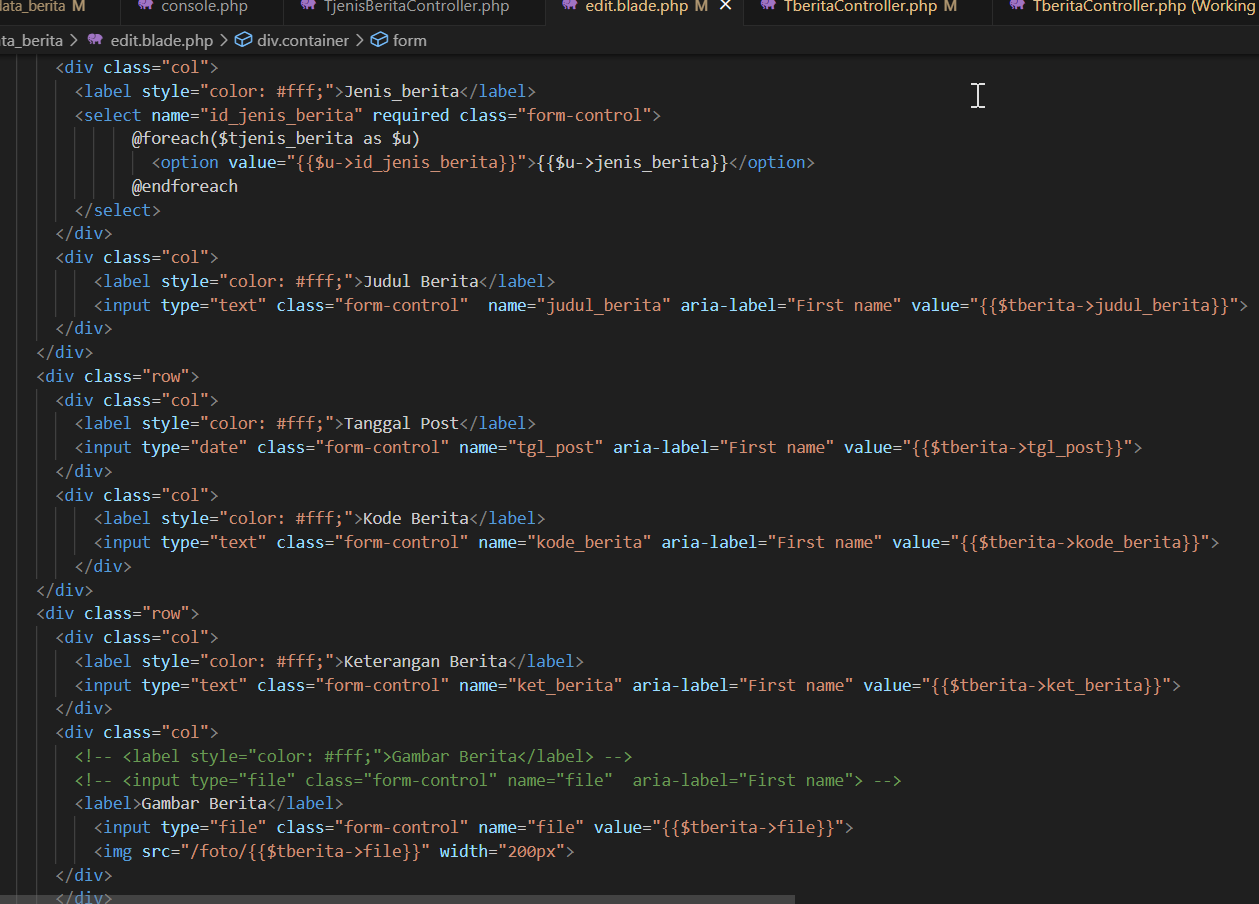 data_berita M console.php TjenisBeritaController.php edit.blade.php M × TberitaController.php M TberitaController.php (Working
ata_berita > edit.blade.php > div.container > form
<div class="col">
<label style="color: #fff;">Jenis_berita</label>
<select name="id_jenis_berita" required class="form-control">
@foreach($tjenis_berita as $u)
<option value="{{$u->id_jenis_berita}}">{{$u->jenis_berita}}</option>
@endforeach
</select>
</div>
<div class="col">
<label style="color: #fff;">Judul Berita</label>
<input type="text" class="form-control"  name="judul_berita" aria-label="First name" value="{{$tberita->judul_berita}}">
</div>
</div>
<div class="row">
<div class="col">
<label style="color: #fff;">Tanggal Post</label>
<input type="date" class="form-control" name="tgl_post" aria-label="First name" value="{{$tberita->tgl_post}}">
</div>
<div class="col">
<label style="color: #fff;">Kode Berita</label>
<input type="text" class="form-control" name="kode_berita" aria-label="First name" value="{{$tberita->kode_berita}}">
</div>
</div>
<div class="row">
<div class="col">
<label style="color: #fff;">Keterangan Berita</label>
<input type="text" class="form-control" name="ket_berita" aria-label="First name" value="{{$tberita->ket_berita}}">
</div>
<div class="col">
<!-- <label style="color: #fff;">Gambar Berita</label> -->
<!-- <input type="file" class="form-control" name="file"  aria-label="First name"> -->
<label>Gambar Berita</label>
<input type="file" class="form-control" name="file" value="{{$tberita->file}}">
<img src="/foto/{{$tberita->file}}" width="200px">
</div>
</div>